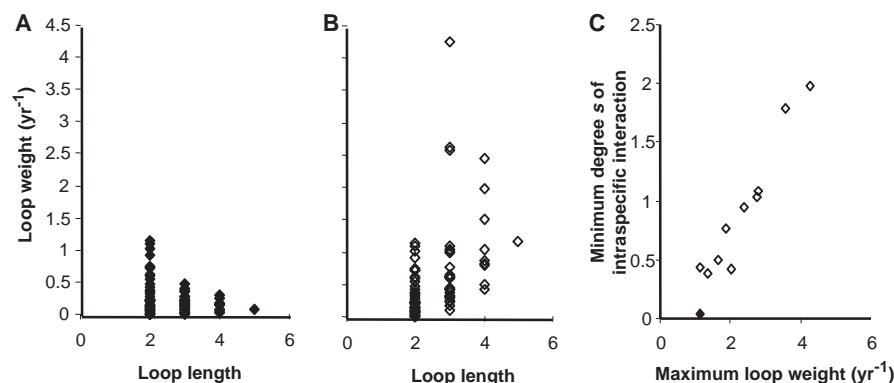 A
Loop weight (yr-1)
4.5
4
3.5
3
2.5
2
1.5
1
0.5
0
0 2 4 6
Loop length
B
0 2 4 6
Loop length
C
Minimum degree s of
intraspecific interaction
2.5
2
1.5
1
0.5
0
0 2 4 6
Maximum loop weight (yr-1)